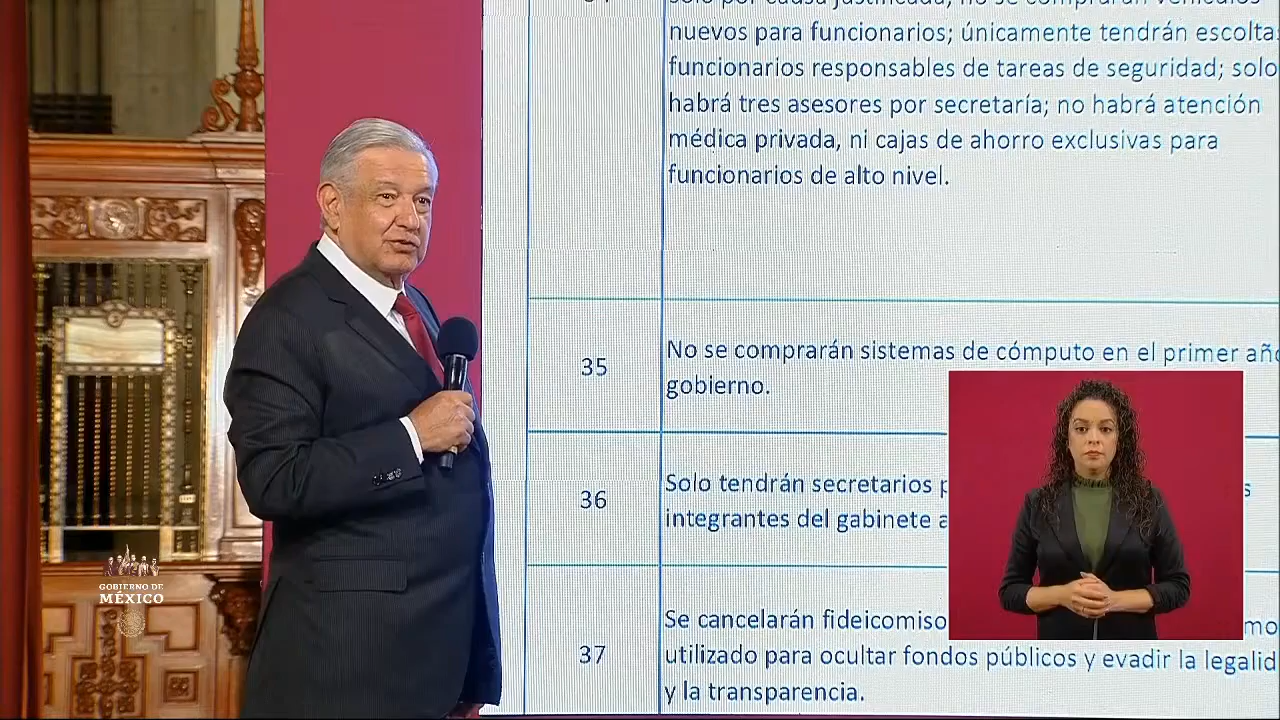 nuevos para funcionarios; únicamente tendrán escolta
funcionarios responsables de tareas de seguridad; solo
habrá tres asesores por secretaría; no habrá atención
médica privada, ni cajas de ahorro exclusivas para
funcionarios de alto nivel.
35
No se comprarán sistemas de cómputo en el primer
gobierno.
36
Solo tendrán secretarios
integrantes del gabinete
37
Se cancelarán
utilizado para ocultar fondos públicos y evadir la
y la transparencia.
GOBIERNO DE
MÉXICO